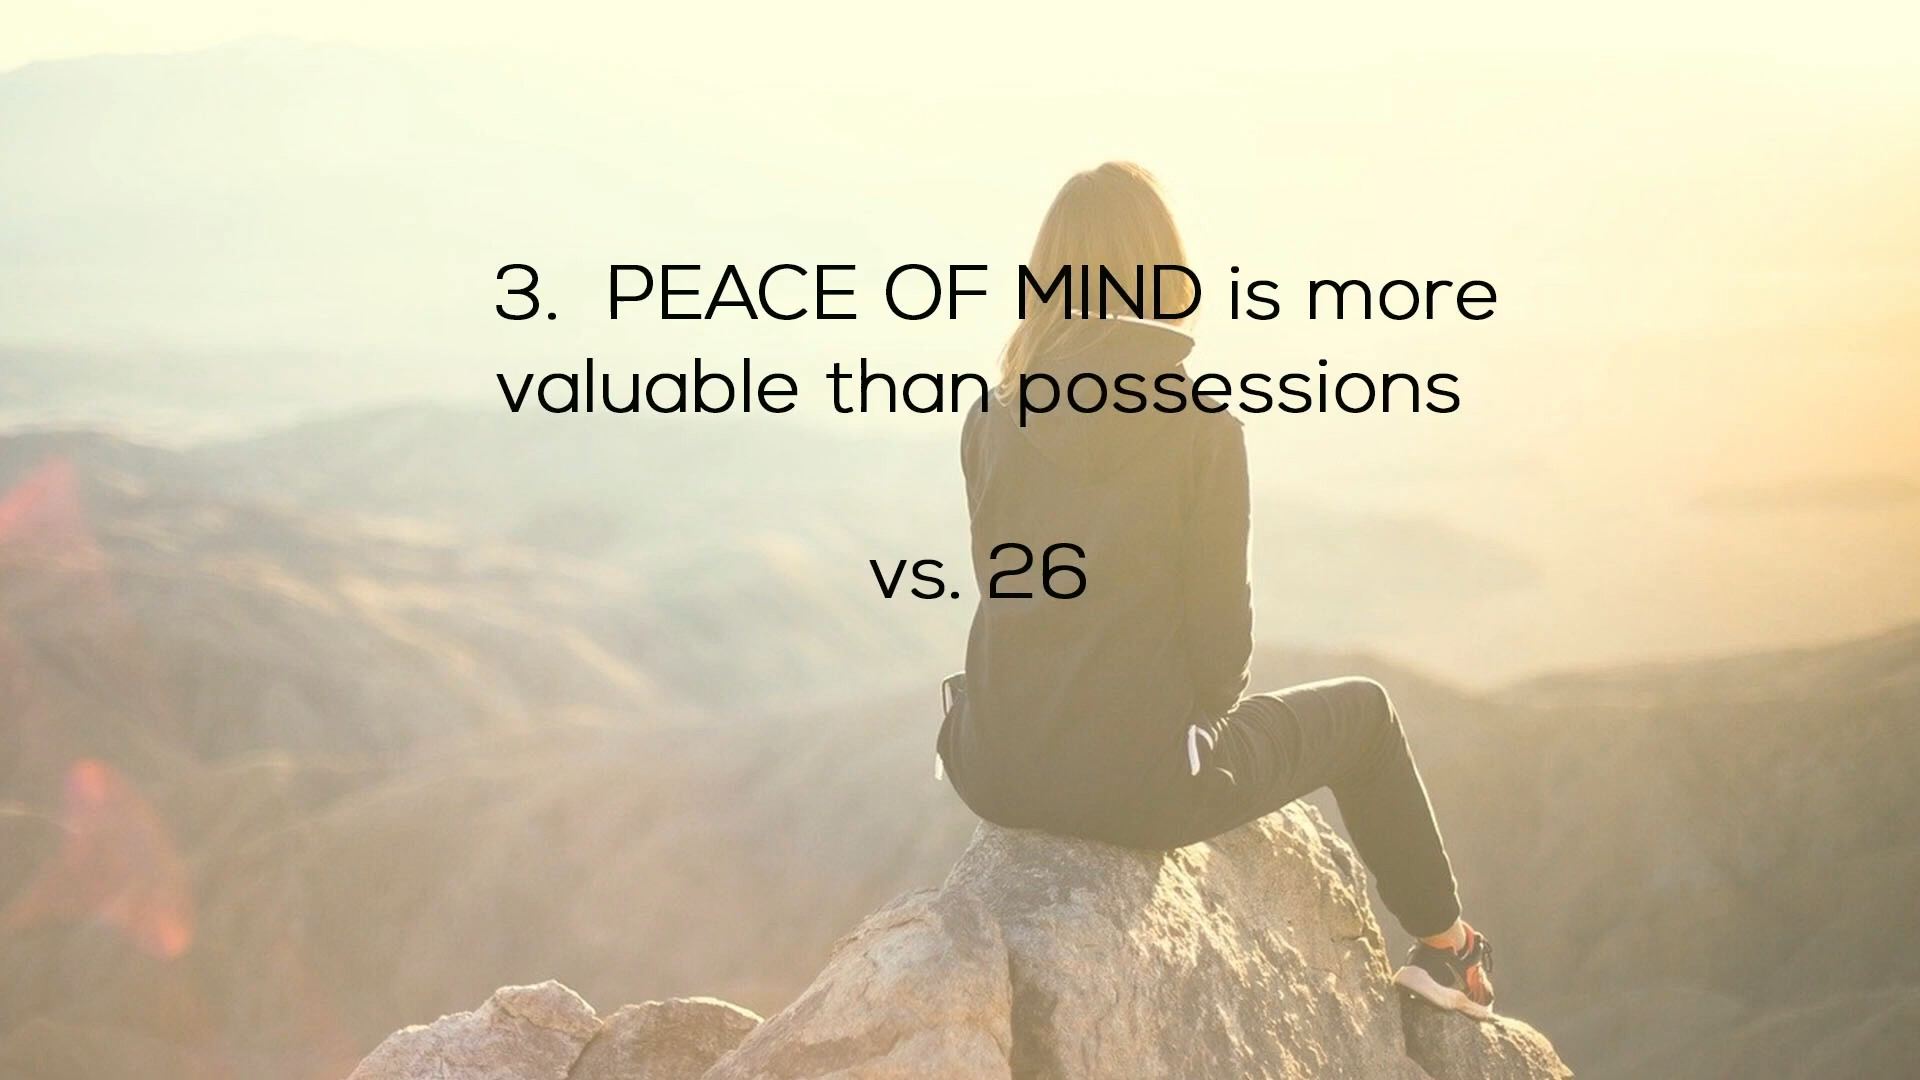 3.  PEACE OF MIND is more
valuable than possessions
vs. 26